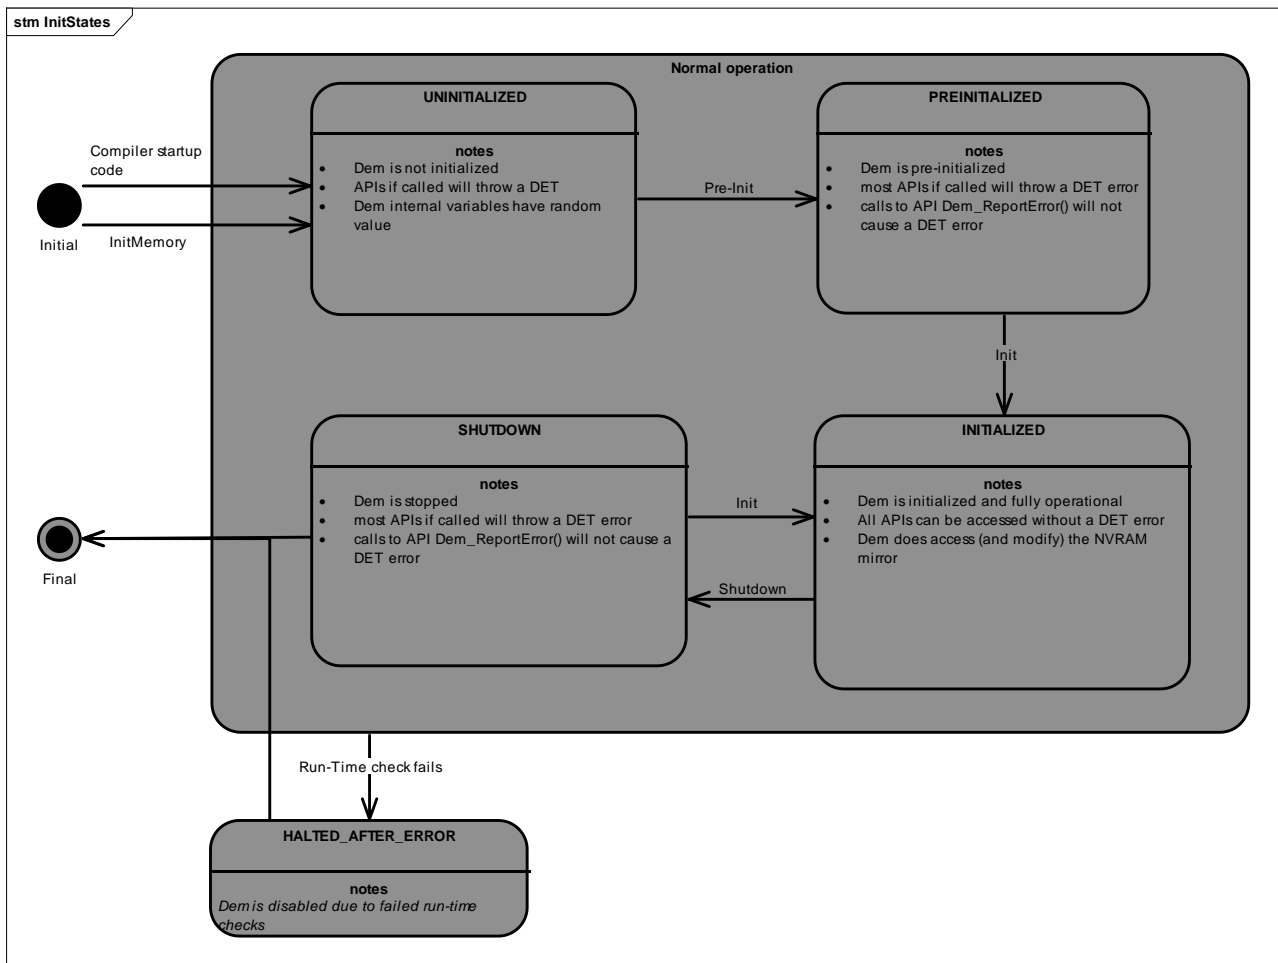 stm InitStates
Normal operation
UNINITIALIZED
notes
• Dem is not initialized
• APIs if called will throw a DET
• Dem internal variables have random
value
PREINITIALIZED
notes
• Dem is pre-initialized
• most APIs if called will throw a DET error
• calls to API Dem_ReportError() will not
cause a DET error
Compiler startup
code
Initial
InitMemory
Pre-Init
Init
SHUTDOWN
notes
• Dem is stopped
• most APIs if called will throw a DET error
• calls to API Dem_ReportError() will not cause a
DET error
Init
Shutdown
INITIALIZED
notes
• Dem is initialized and fully operational
• All APIs can be accessed without a DET error
• Dem does access (and modify) the NVRAM
mirror
Final
Run-Time check fails
HALTED_AFTER_ERROR
notes
Dem is disabled due to failed run-time
checks